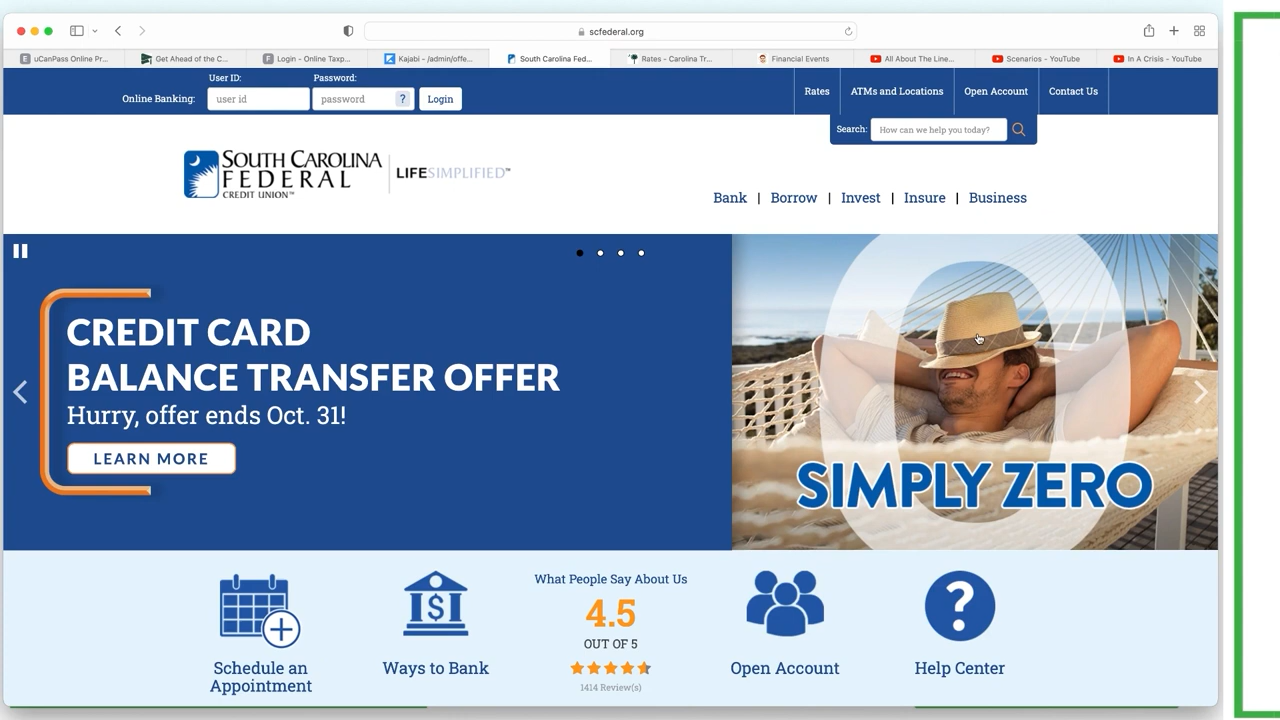 scfederal.org
uCanPass Online Pr...
Get Ahead of the C...
Login - Online Taxp...
Kajabi - /admin/offe...
South Carolina Fed...
Rates - Carolina Tr...
Financial Events
All About The Line...
Scenarios - YouTube
In A Crisis - YouTube
User ID:
Password:
Online Banking:
user id
password
?
Login
Rates
ATMs and Locations
Open Account
Contact Us
Search:
How can we help you today?
SOUTH CAROLINA
FEDERAL
CREDIT UNION™
LIFESIMPLIFIED™
Bank | Borrow | Invest | Insure | Business
CREDIT CARD
BALANCE TRANSFER OFFER
Hurry, offer ends Oct. 31!
LEARN MORE
0
SIMPLY ZERO
Schedule an
Appointment
Ways to Bank
What People Say About Us
4.5
OUT OF 5
1414 Review(s)
Open Account
?
Help Center